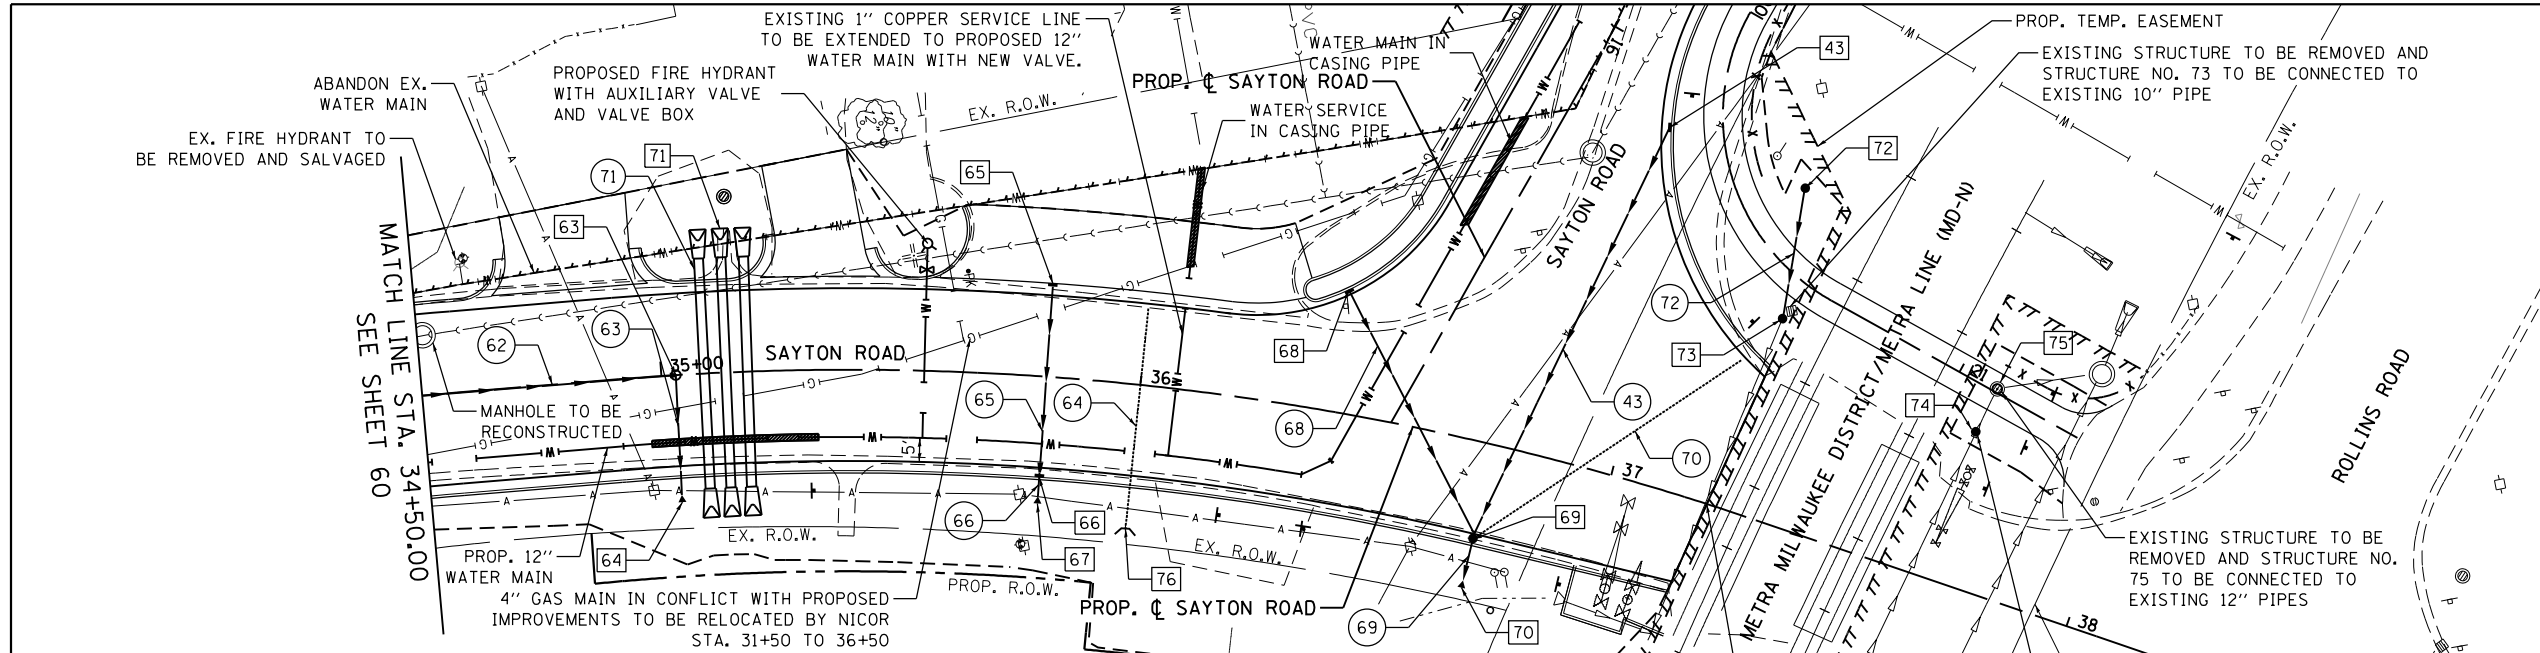 EXISTING 1" COPPER SERVICE LINE
TO BE EXTENDED TO PROPOSED 12"
WATER MAIN WITH NEW VALVE.
PROPOSED FIRE HYDRANT
WITH AUXILIARY VALVE
AND VALVE BOX
ABANDON EX.
WATER MAIN
EX. FIRE HYDRANT TO
BE REMOVED AND SALVAGED
WATER MAIN IN
CASING PIPE
PROP. ℄ SAYTON ROAD
WATER SERVICE
IN CASING PIPE
EX. R.O.W.
PROP. TEMP. EASEMENT
EXISTING STRUCTURE TO BE REMOVED AND
STRUCTURE NO. 73 TO BE CONNECTED TO
EXISTING 10" PIPE
43
72
71
71
65
63
SAYTON ROAD
EX. R.O.W.
MATCH LINE STA. 34+50.00
SEE SHEET 60
62
63
35+00
SAYTON ROAD
72
73
68
75
74
36
65
64
68
43
70
37
MANHOLE TO BE
RECONSTRUCTED
5'
METRA MILWAUKEE DISTRICT/METRA LINE (MD-N)
ROLLINS ROAD
66
66
69
67
64
76
EX. R.O.W.
EX. R.O.W.
PROP. R.O.W.
PROP. 12"
WATER MAIN
4" GAS MAIN IN CONFLICT WITH PROPOSED
IMPROVEMENTS TO BE RELOCATED BY NICOR
STA. 31+50 TO 36+50
PROP. ℄ SAYTON ROAD
69
70
EXISTING STRUCTURE TO BE
REMOVED AND STRUCTURE NO.
75 TO BE CONNECTED TO
EXISTING 12" PIPES
38